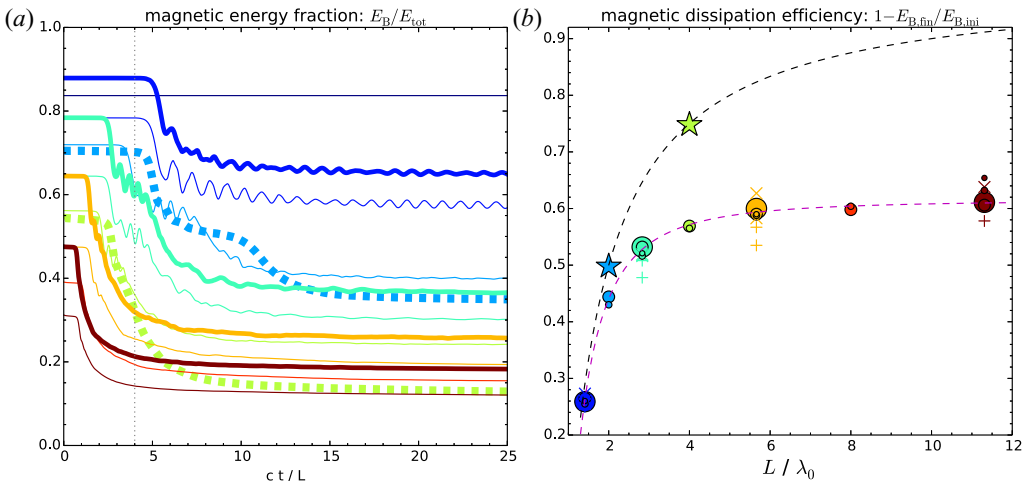 (a) magnetic energy fraction: E_B/E_tot
1.0
0.8
0.6
0.4
0.2
0.0
0 5 10 15 20 25
c t / L
(b) magnetic dissipation efficiency: 1−E_B,fin/E_B,ini
0.9
0.8
0.7
0.6
0.5
0.4
0.3
0.2
2 4 6 8 10 12
L / λ_0